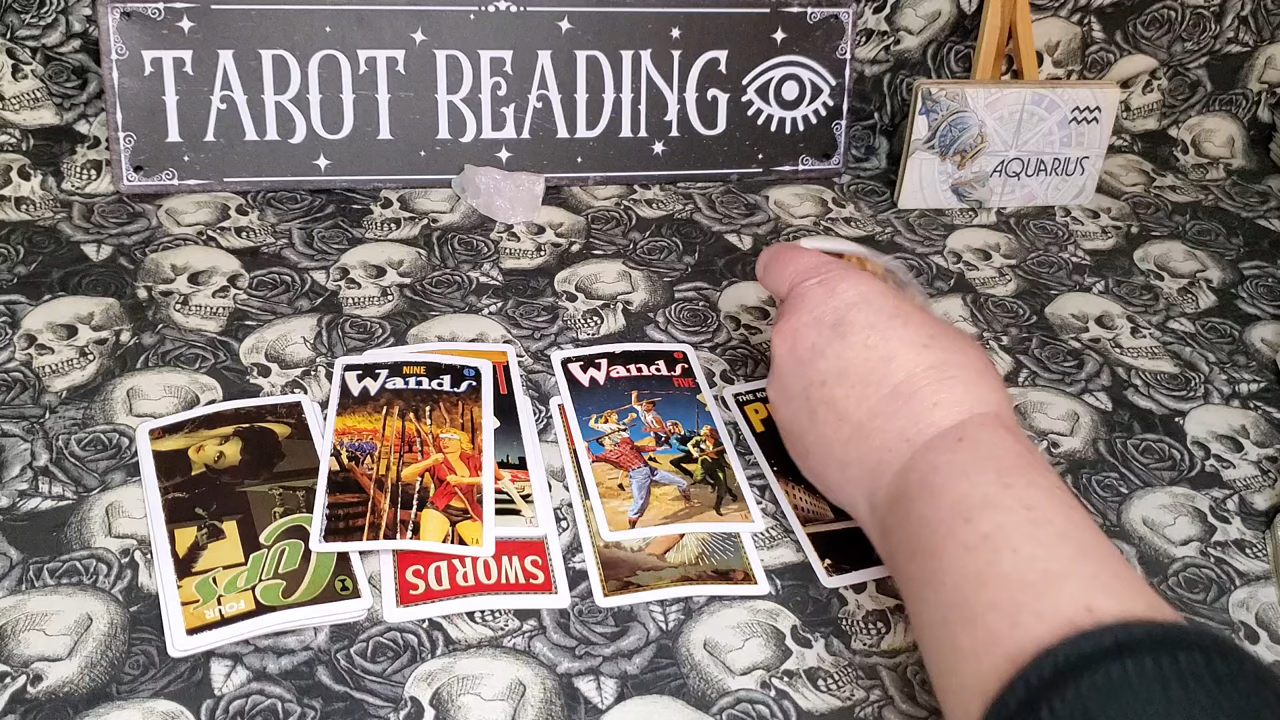 TAROT READING
AQUARIUS
NINE
Wands
Wands
FIVE
CUPS
FOUR
SWORDS